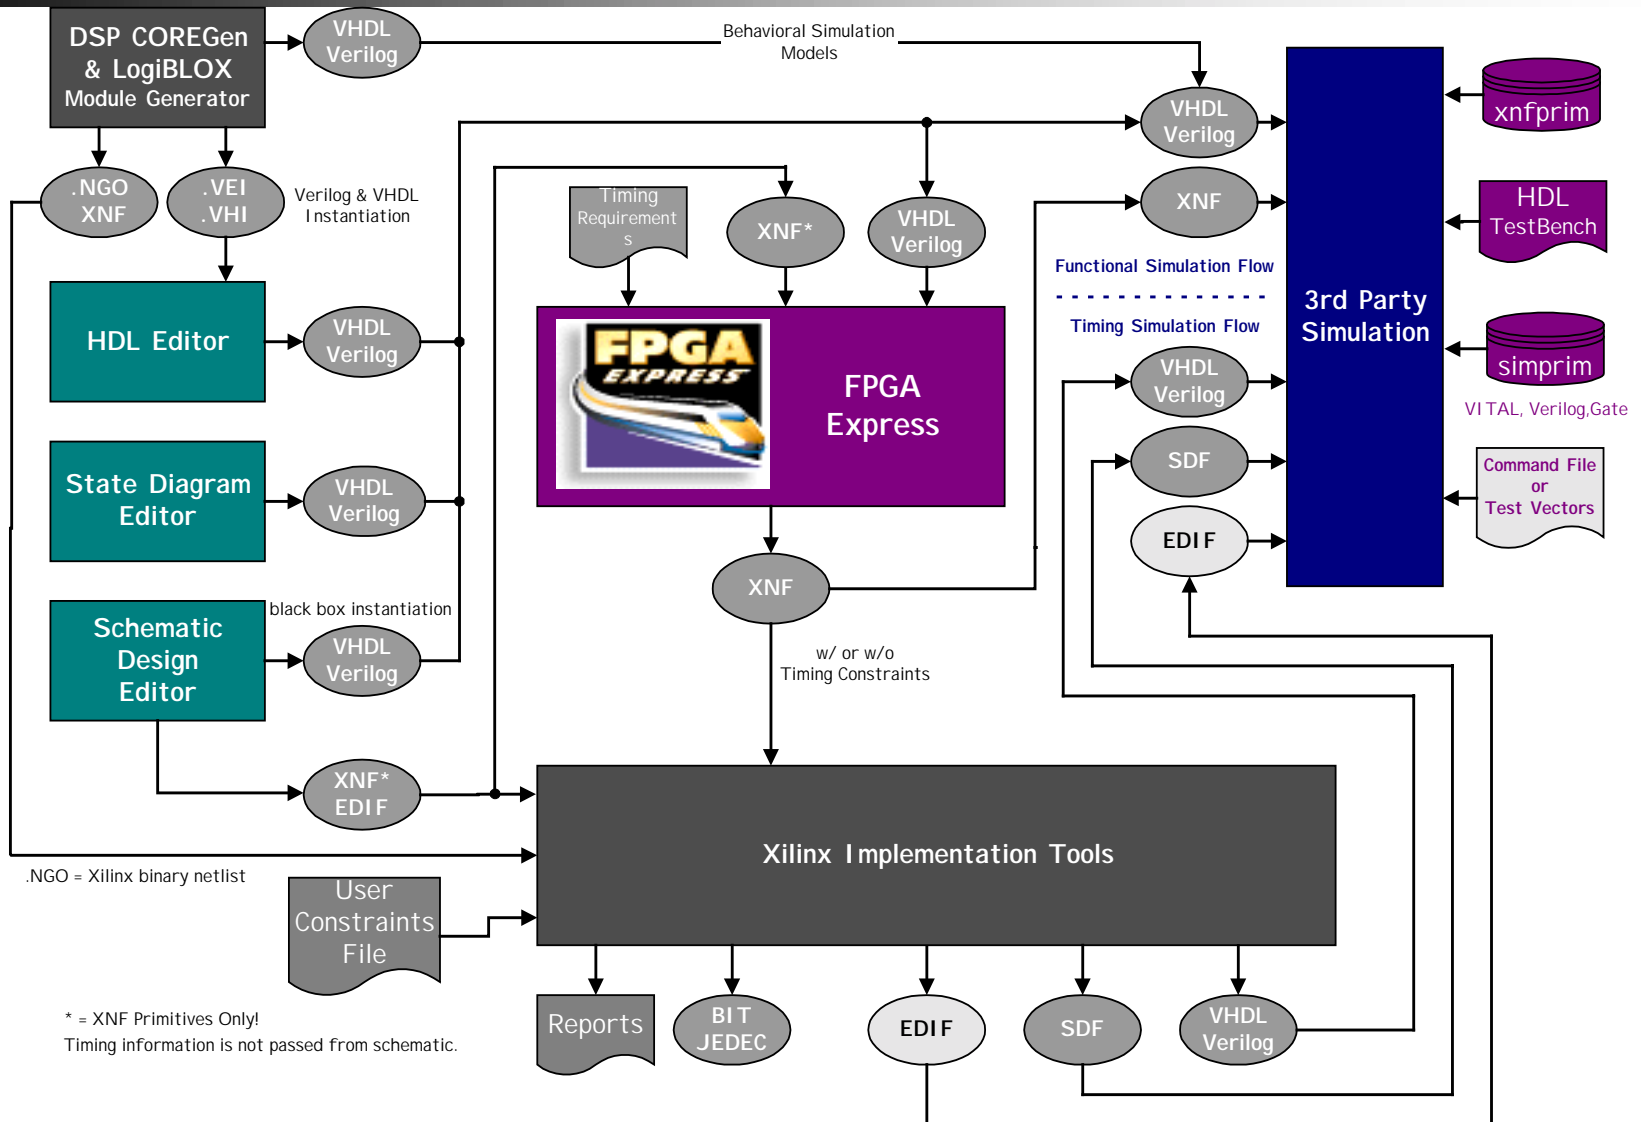 DSP COREGen
& LogiBLOX
Module Generator
VHDL
Verilog
Behavioral Simulation
Models
VHDL
Verilog
xnfprim
.NGO
XNF
.VEI
.VHI
Verilog & VHDL
Instantiation
Timing
Requirement
s
XNF*
VHDL
Verilog
XNF
HDL
TestBench
Functional Simulation Flow
Timing Simulation Flow
3rd Party
Simulation
HDL Editor
VHDL
Verilog
FPGA
EXPRESS
FPGA
Express
VHDL
Verilog
simprim
VITAL, Verilog,Gate
State Diagram
Editor
VHDL
Verilog
SDF
Command File
or
Test Vectors
EDIF
XNF
black box instantiation
Schematic
Design
Editor
VHDL
Verilog
w/ or w/o
Timing Constraints
XNF*
EDIF
Xilinx Implementation Tools
.NGO = Xilinx binary netlist
User
Constraints
File
* = XNF Primitives Only!
Timing information is not passed from schematic.
Reports
BIT
JEDEC
EDIF
SDF
VHDL
Verilog